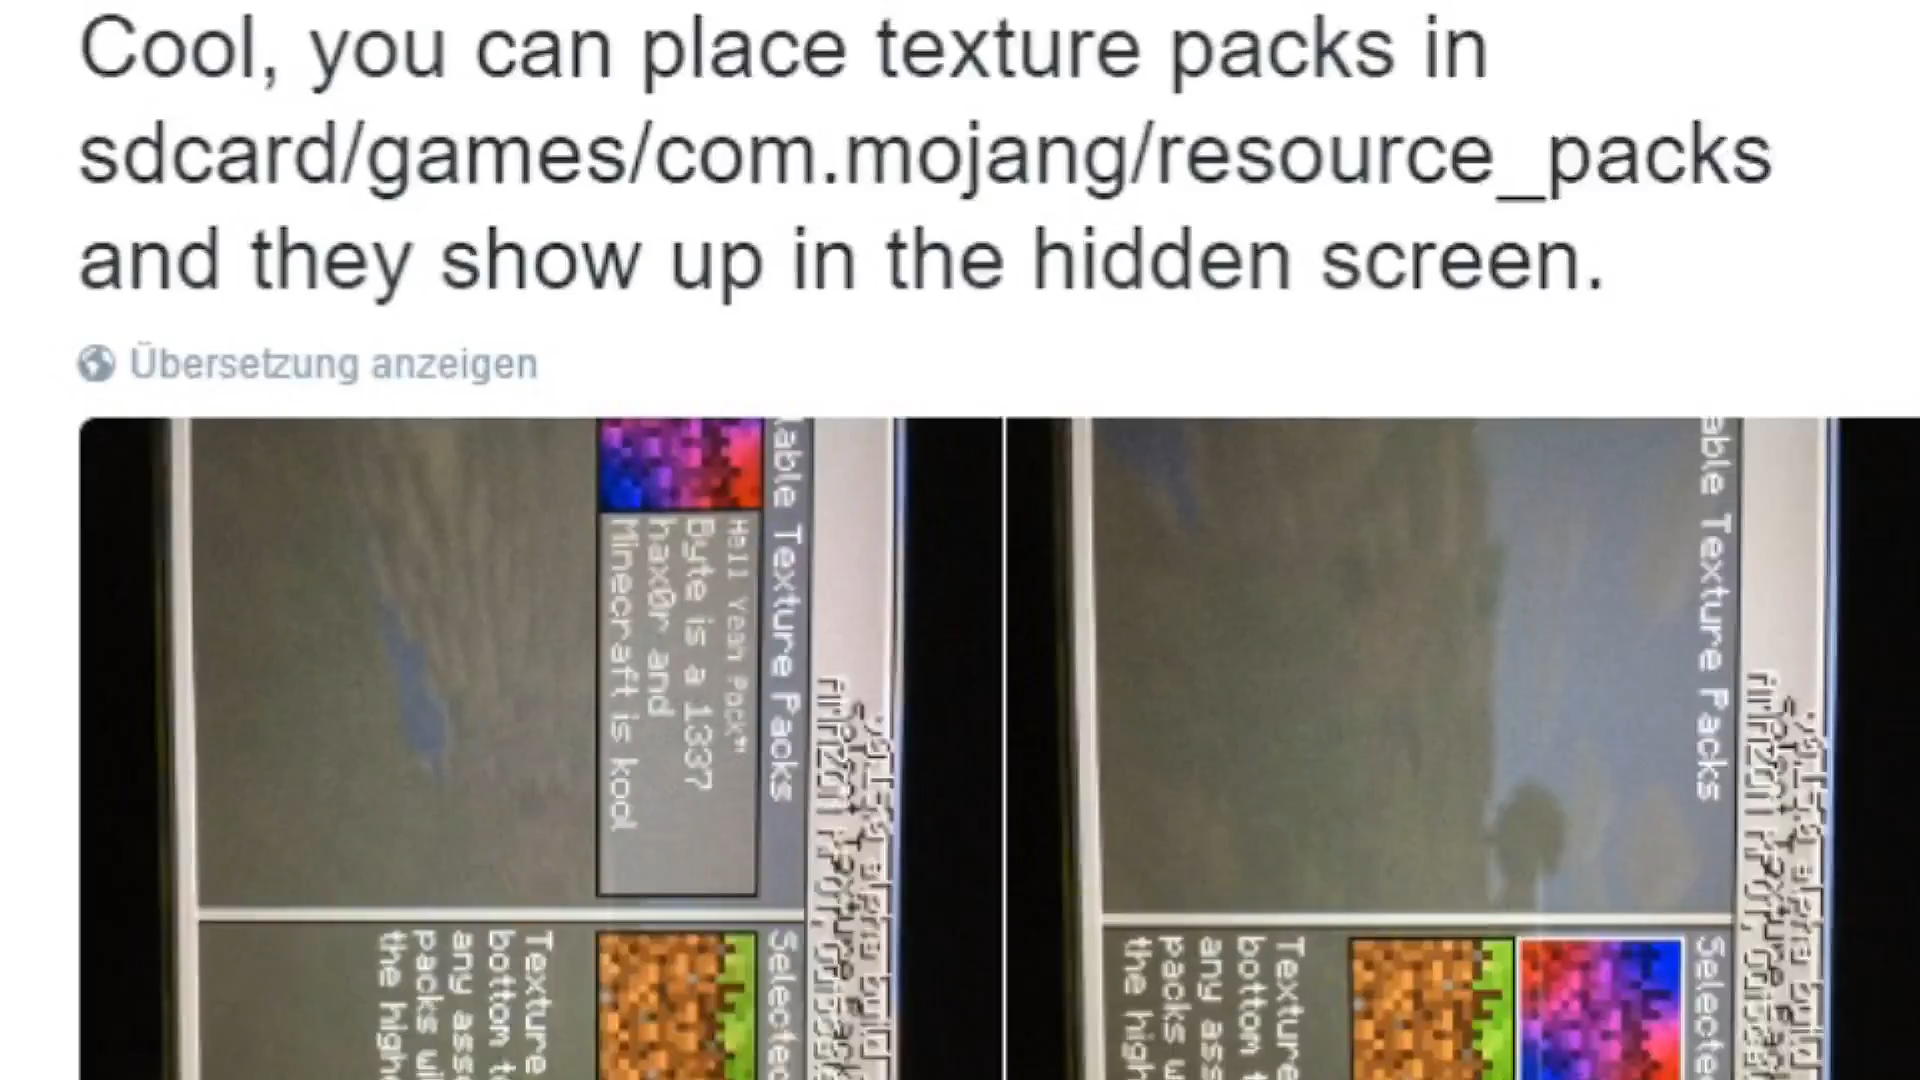 Cool, you can place texture packs in
sdcard/games/com.mojang/resource_packs
and they show up in the hidden screen.
Übersetzung anzeigen
able Texture Packs
Hell Yeah Pack™
Byte is a 1337
hax0r and
Minecraft is kool
Selected
Texture
bottom
any
packs
the
able Texture Packs
Selecte
Texture
bottom
any
packs
the